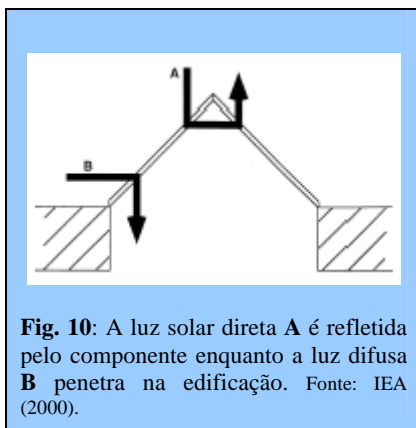 A
B
Fig. 10: A luz solar direta A é refletida
pelo componente enquanto a luz difusa
B penetra na edificação. Fonte: IEA
(2000).